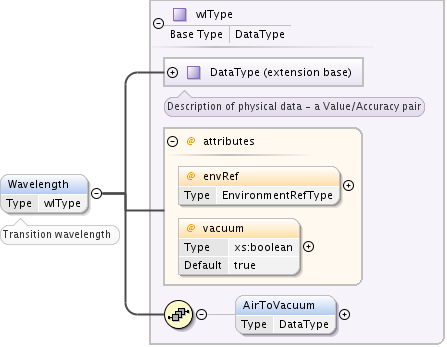 wlType
Base Type DataType
DataType (extension base)
Description of physical data – a Value/Accuracy pair
@ attributes
@ envRef
Type EnvironmentRefType
Wavelength
Type wlType
Transition wavelength
@ vacuum
Type xs:boolean
Default true
AirToVacuum
Type DataType